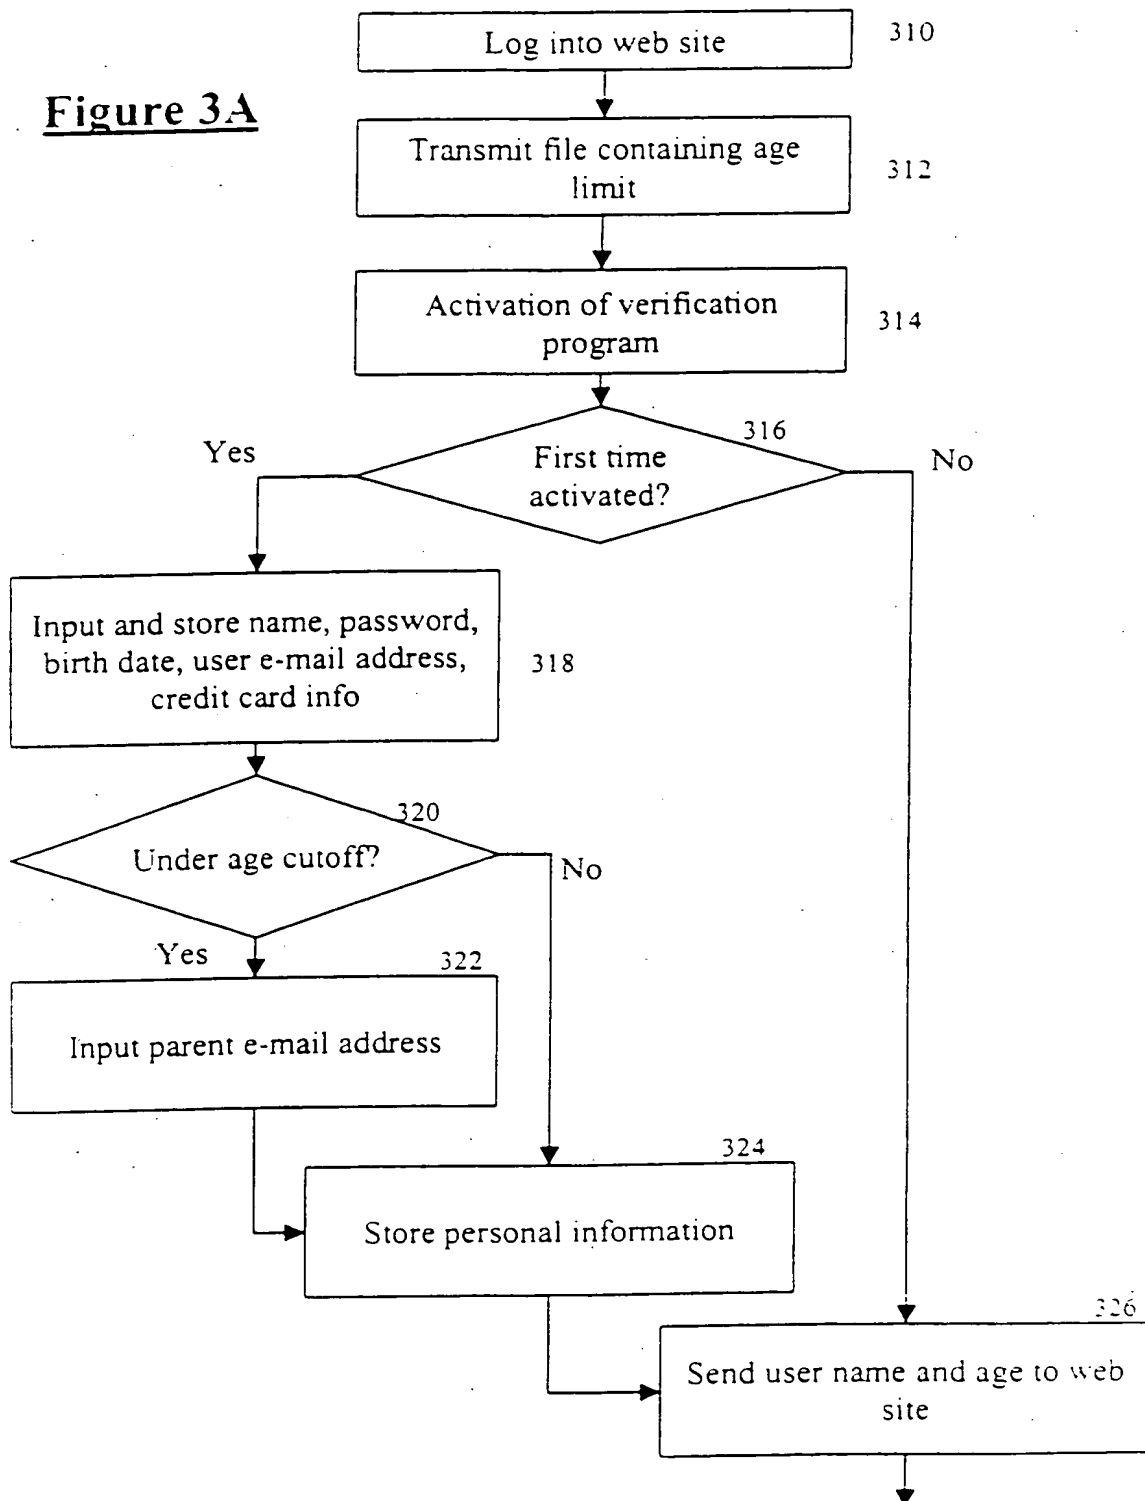 Log into web site
310
Figure 3A
Transmit file containing age
limit
312
Activation of verification
program
314
316
Yes
First time
activated?
No
Input and store name, password,
birth date, user e-mail address,
credit card info
318
320
Under age cutoff?
No
Yes
322
Input parent e-mail address
324
Store personal information
326
Send user name and age to web
site